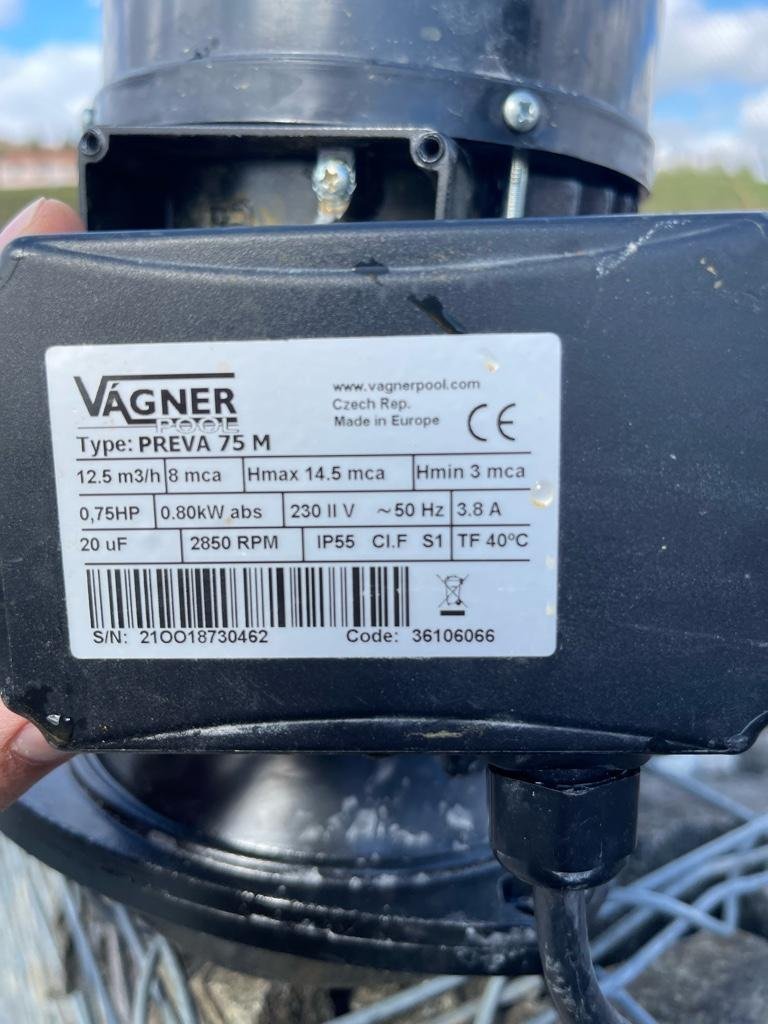 VÁGNER
POOL
www.vagnerpool.com
Czech Rep.
Made in Europe
CE
Type: PREVA 75 M
12.5 m3/h 8 mca Hmax 14.5 mca Hmin 3 mca
0,75HP 0.80kW abs 230 II V ~50 Hz 3.8 A
20 uF 2850 RPM IP55 Cl.F S1 TF 40ºC
S/N: 21OO18730462 Code: 36106066